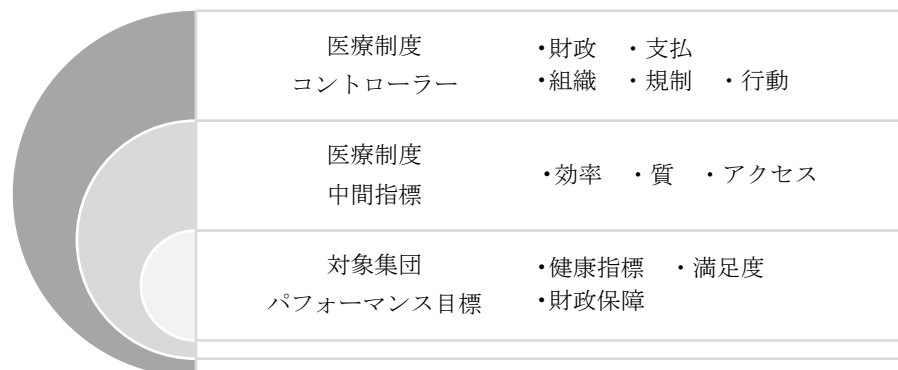 医療制度
コントローラー
・財政 ・支払
・組織 ・規制 ・行動
医療制度
中間指標
・効率 ・質 ・アクセス
対象集団
パフォーマンス目標
・健康指標 ・満足度
・財政保障